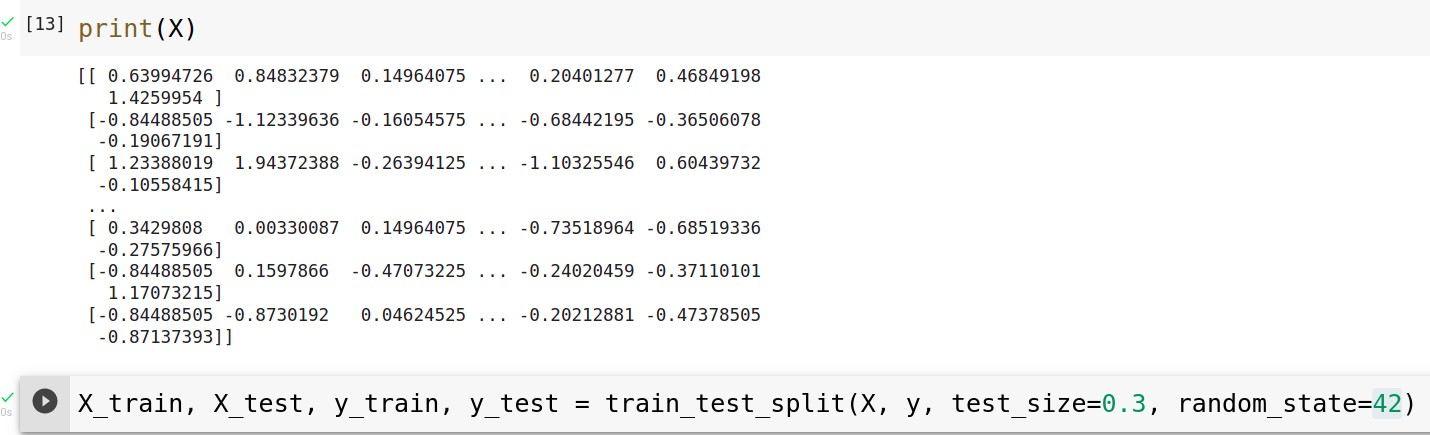 0s [13] print(X)
[[ 0.63994726  0.84832379  0.14964075 ...  0.20401277  0.46849198
   1.4259954 ]
 [-0.84488505 -1.12339636 -0.16054575 ... -0.68442195 -0.36506078
  -0.19067191]
 [ 1.23388019  1.94372388 -0.26394125 ... -1.10325546  0.60439732
  -0.10558415]
 ...
 [ 0.3429808   0.00330087  0.14964075 ... -0.73518964 -0.68519336
  -0.27575966]
 [-0.84488505  0.1597866  -0.47073225 ... -0.24020459 -0.37110101
   1.17073215]
 [-0.84488505 -0.8730192   0.04624525 ... -0.20212881 -0.47378505
  -0.87137393]]
0s X_train, X_test, y_train, y_test = train_test_split(X, y, test_size=0.3, random_state=42)